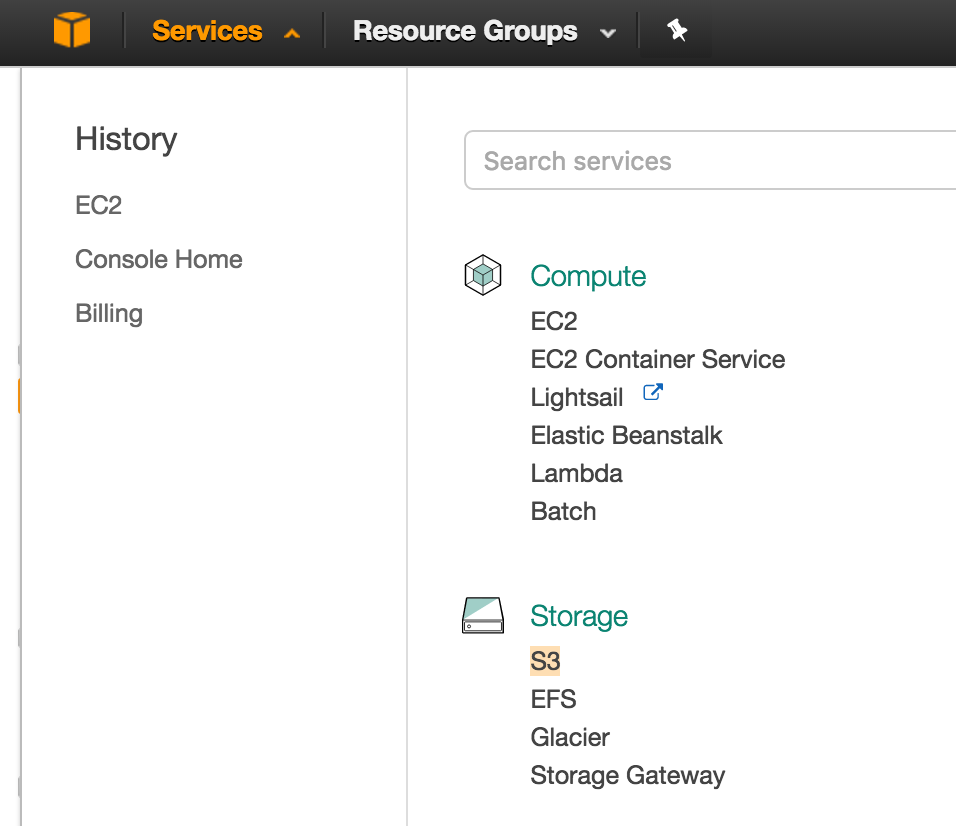 Services
Resource Groups
History
EC2
Console Home
Billing
Search services
Compute
EC2
EC2 Container Service
Lightsail
Elastic Beanstalk
Lambda
Batch
Storage
S3
EFS
Glacier
Storage Gateway